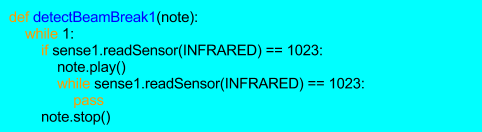 def detectBeamBreak1(note):
while 1:
if sense1.readSensor(INFRARED) == 1023:
note.play()
while sense1.readSensor(INFRARED) == 1023:
pass
note.stop()